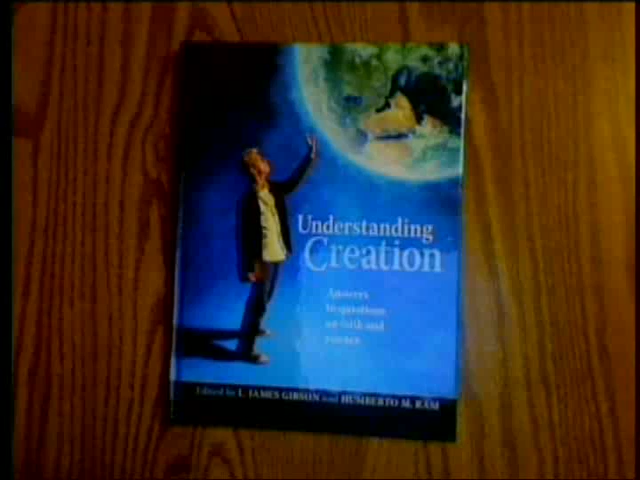 Understanding
Creation
Answers
to questions
on faith and
science
Edited by L. JAMES GIBSON and HUMBERTO M. RASI